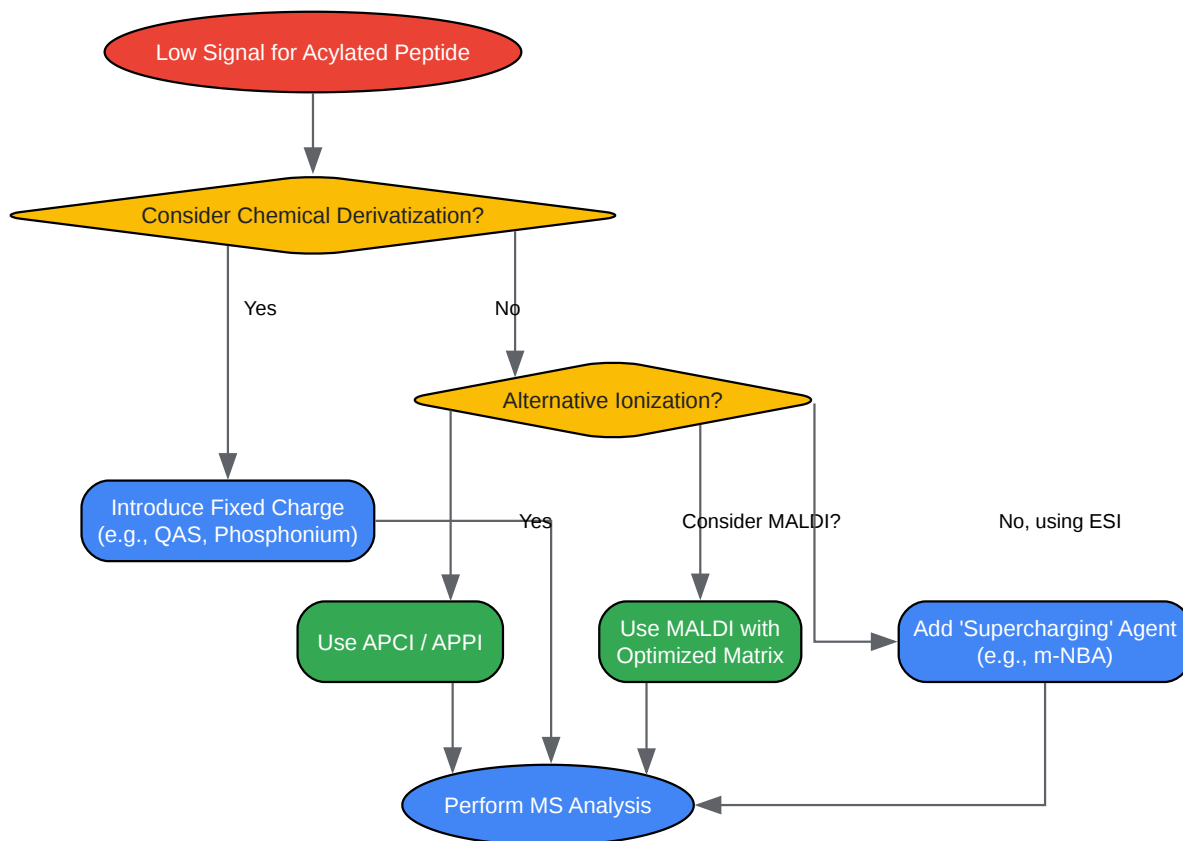 Low Signal for Acylated Peptide
Consider Chemical Derivatization?
Yes
No
Alternative Ionization?
Introduce Fixed Charge
(e.g., QAS, Phosphonium)
Yes
Consider MALDI?
No, using ESI
Use APCI / APPI
Use MALDI with
Optimized Matrix
Add 'Supercharging' Agent
(e.g., m-NBA)
Perform MS Analysis